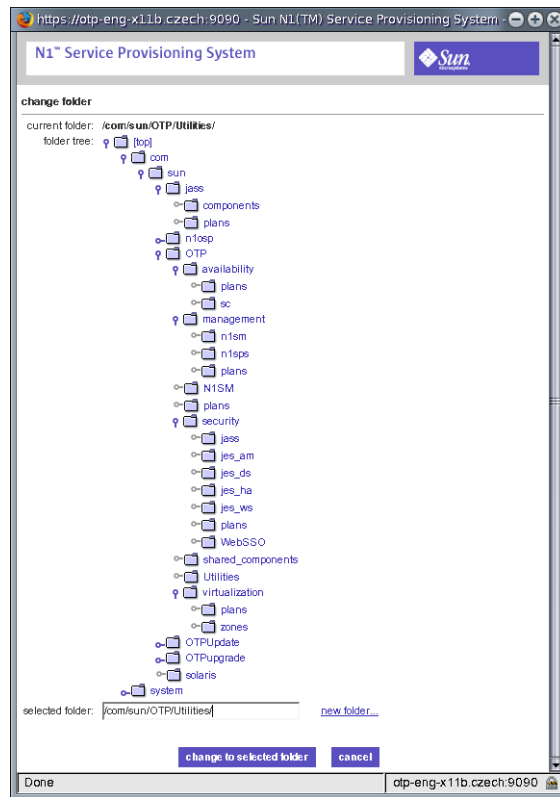 https://otp-eng-x11b.czech:9090 - Sun N1(TM) Service Provisioning System -
N1™ Service Provisioning System
Sun
microsystems
change folder
current folder: /com/sun/OTP/Utilities/
folder tree: [top]
com
sun
jass
components
plans
n1osp
OTP
availability
plans
sc
management
n1sm
n1sps
plans
N1SM
plans
security
jass
jes_am
jes_ds
jes_ha
jes_ws
plans
WebSSO
shared_components
Utilities
virtualization
plans
zones
OTPUpdate
OTPupgrade
solaris
system
selected folder: /com/sun/OTP/Utilities/ new folder...
change to selected folder cancel
Done otp-eng-x11b.czech:9090